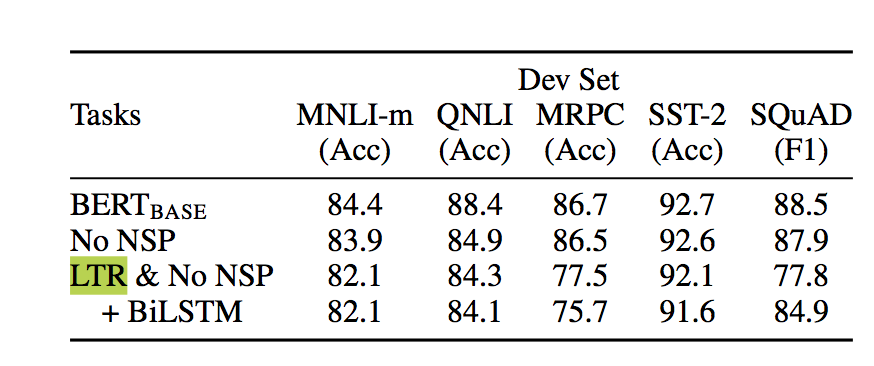 Dev Set
Tasks MNLI-m QNLI MRPC SST-2 SQuAD
(Acc) (Acc) (Acc) (Acc) (F1)
BERTBASE 84.4 88.4 86.7 92.7 88.5
No NSP 83.9 84.9 86.5 92.6 87.9
LTR & No NSP 82.1 84.3 77.5 92.1 77.8
+ BiLSTM 82.1 84.1 75.7 91.6 84.9